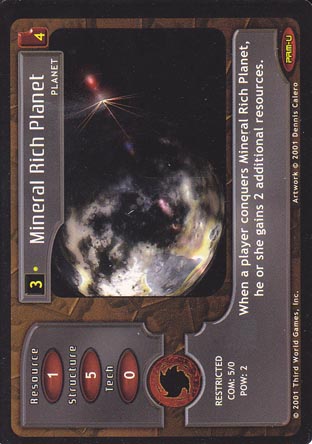 3 • Mineral Rich Planet
PLANET
4
Resource
1
Structure
5
Tech
0
RESTRICTED
COM: 5/0
POW: 2
When a player conquers Mineral Rich Planet,
he or she gains 2 additional resources.
PRM-U
© 2001 Third World Games, Inc.
Artwork © 2001 Dennis Calero